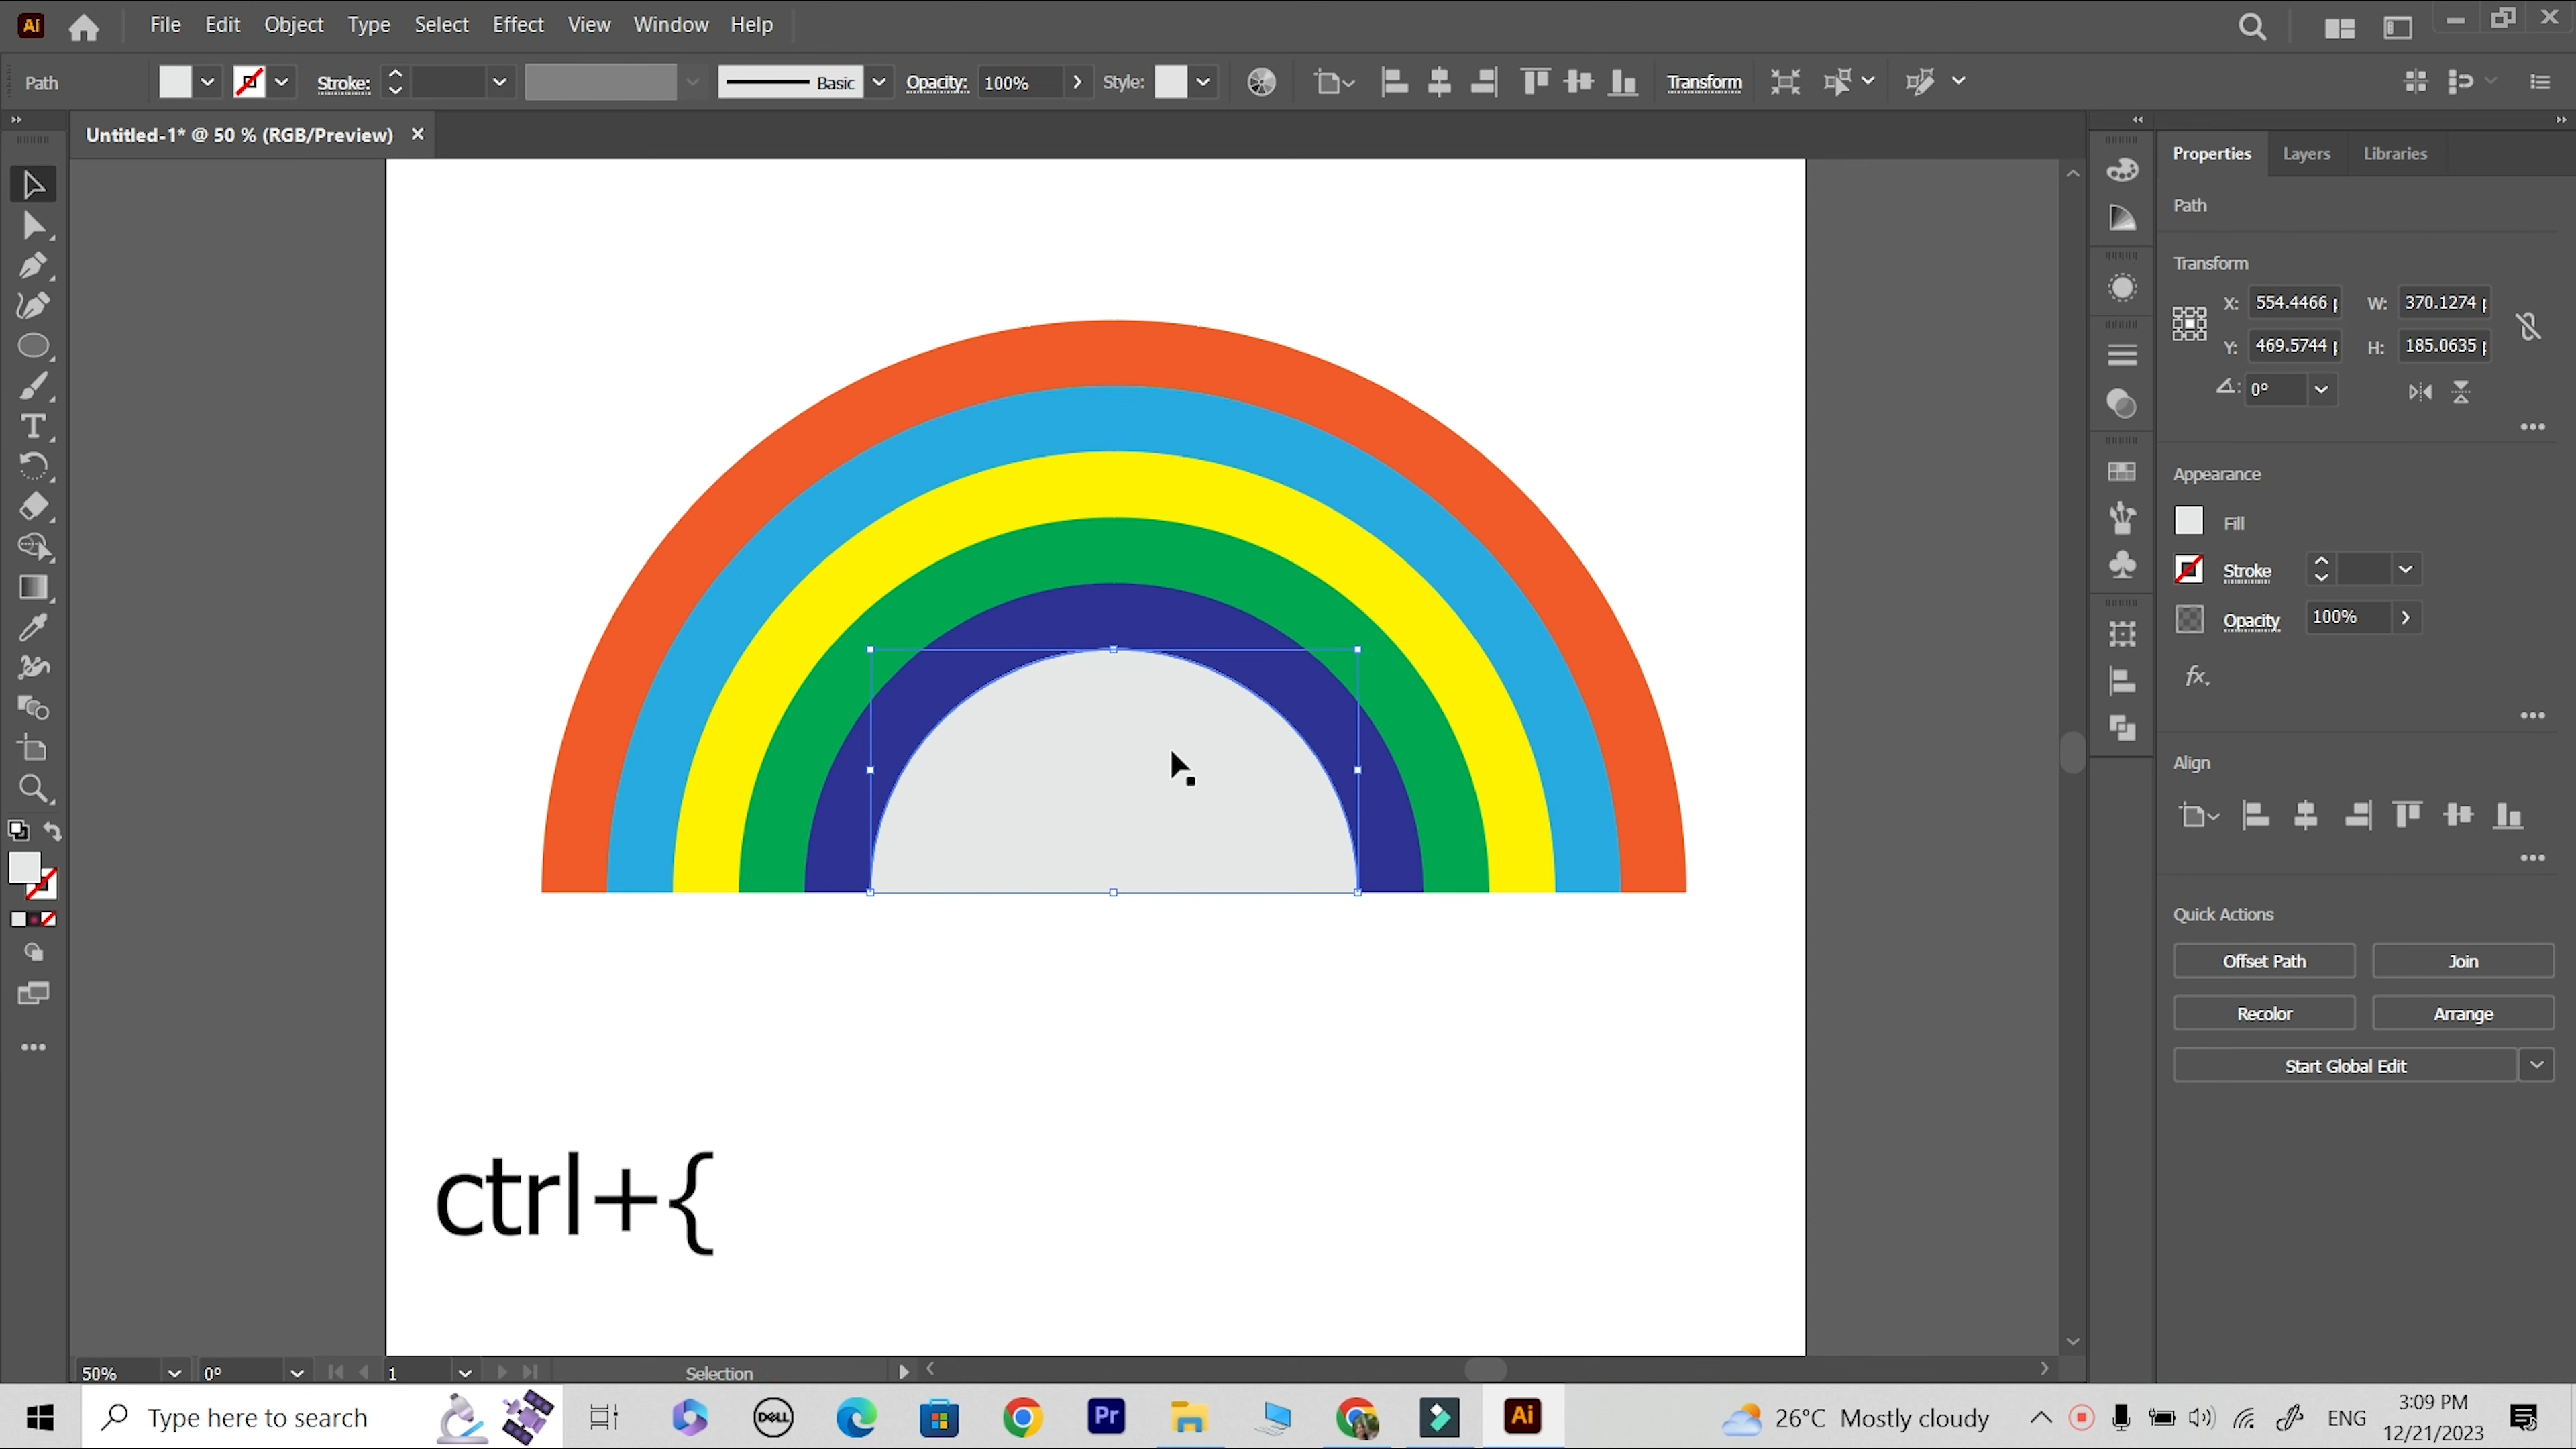 Ai File Edit Object Type Select Effect View Window Help
Path Stroke: Basic Opacity: 100% Style: Transform
Untitled-1* @ 50 % (RGB/Preview) ×
Properties Layers Libraries
Path
Transform
X: 554.4466 p W: 370.1274 p
Y: 469.5744 p H: 185.0635 p
0°
Appearance
Fill
Stroke
Opacity 100%
fx.
Align
Quick Actions
Offset Path Join
Recolor Arrange
Start Global Edit
ctrl+{
50% 0° 1 Selection
Type here to search DELL Pr Ai 26°C Mostly cloudy ENG 3:09 PM
12/21/2023